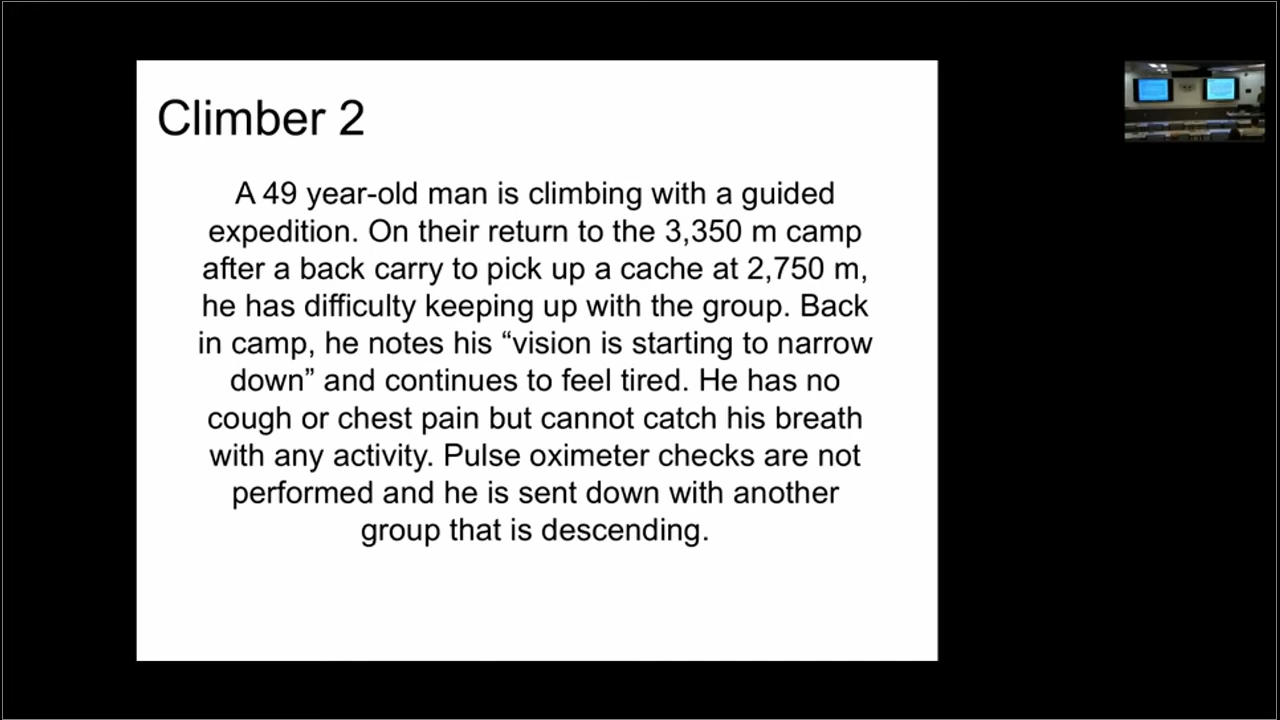 Climber 2
A 49 year-old man is climbing with a guided
expedition. On their return to the 3,350 m camp
after a back carry to pick up a cache at 2,750 m,
he has difficulty keeping up with the group. Back
in camp, he notes his “vision is starting to narrow
down” and continues to feel tired. He has no
cough or chest pain but cannot catch his breath
with any activity. Pulse oximeter checks are not
performed and he is sent down with another
group that is descending.